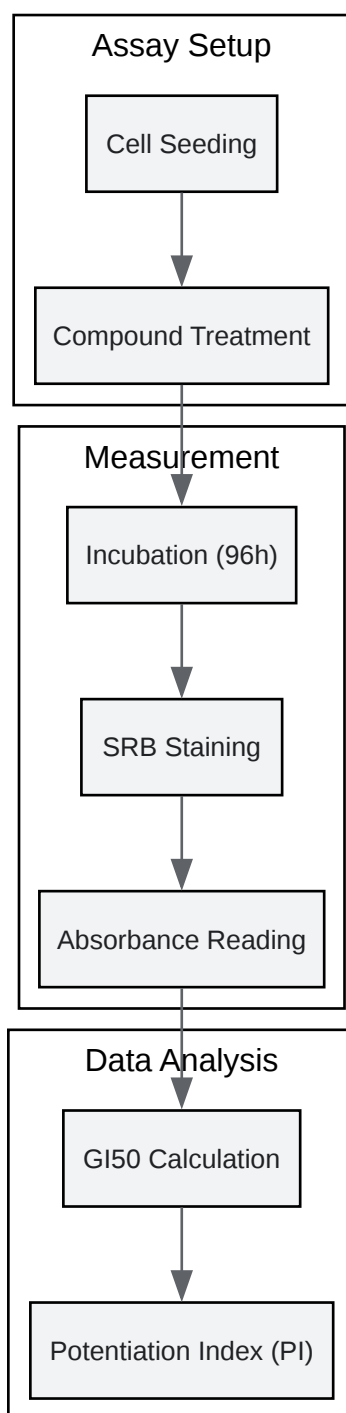 Assay Setup
Cell Seeding
Compound Treatment
Measurement
Incubation (96h)
SRB Staining
Absorbance Reading
Data Analysis
GI50 Calculation
Potentiation Index (PI)